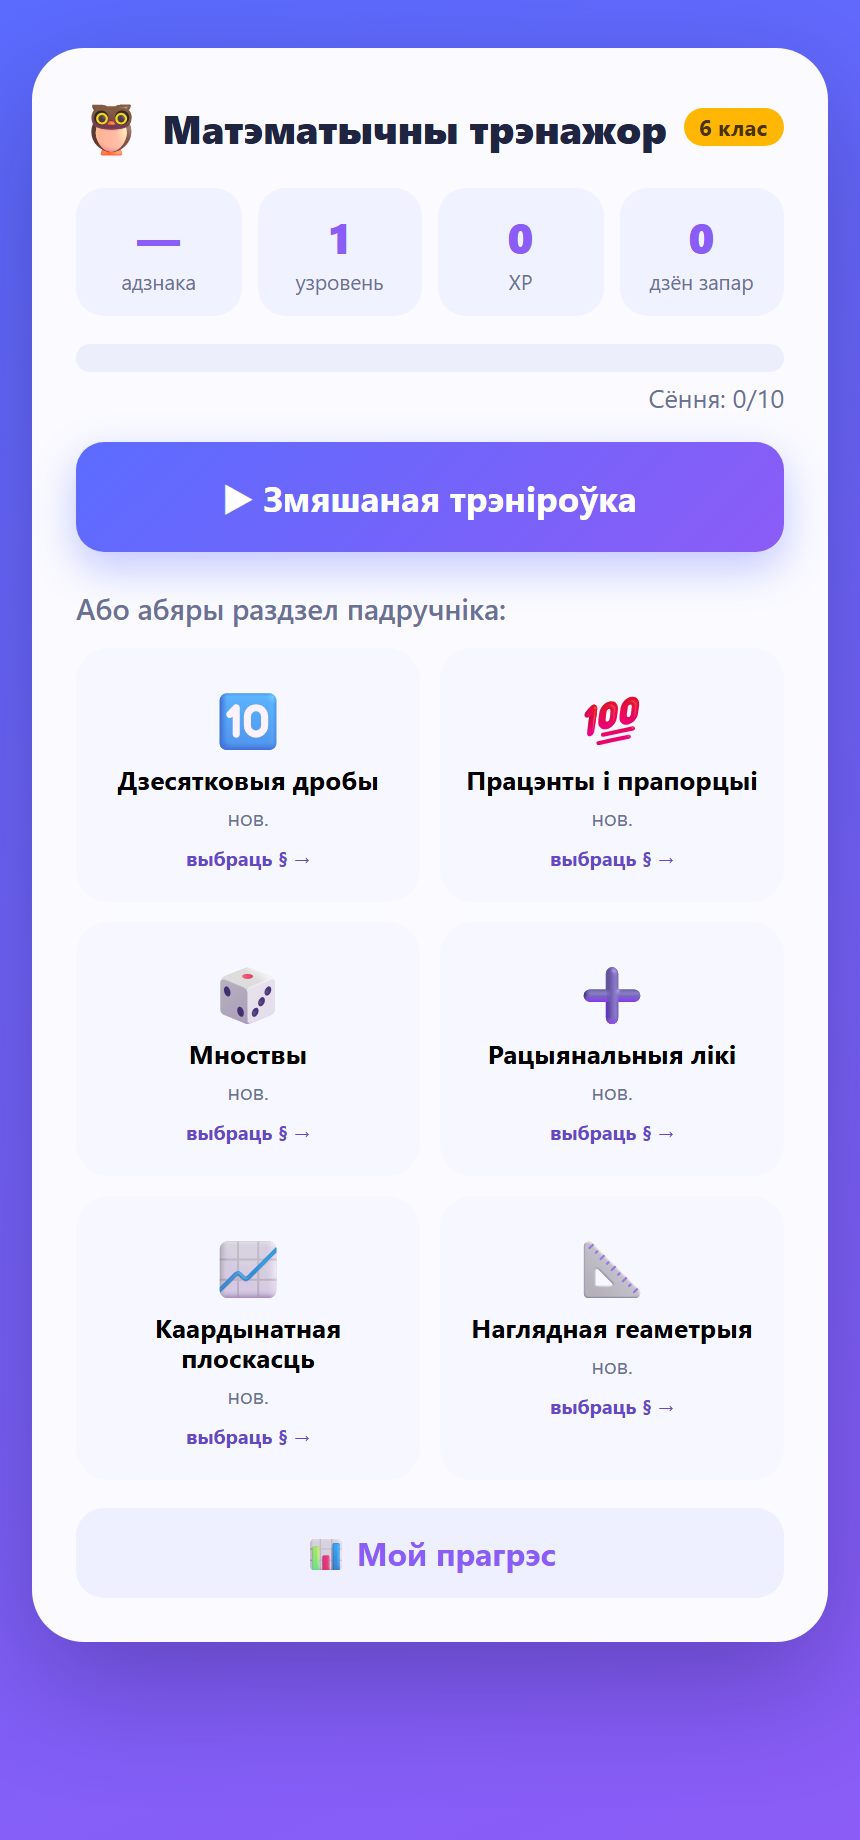 Матэматычны трэнажор
6 клас
—
адзнака
1
узровень
0
XP
0
дзён запар
Сёння: 0/10
▶ Змяшаная трэніроўка
Або абяры раздзел падручніка:
10
Дзесятковыя дробы
нов.
выбраць § →
100
Працэнты і прапорцыі
нов.
выбраць § →
Мноствы
нов.
выбраць § →
Рацыянальныя лікі
нов.
выбраць § →
Каардынатная
плоскасць
нов.
выбраць § →
Наглядная геаметрыя
нов.
выбраць § →
Мой прагрэс